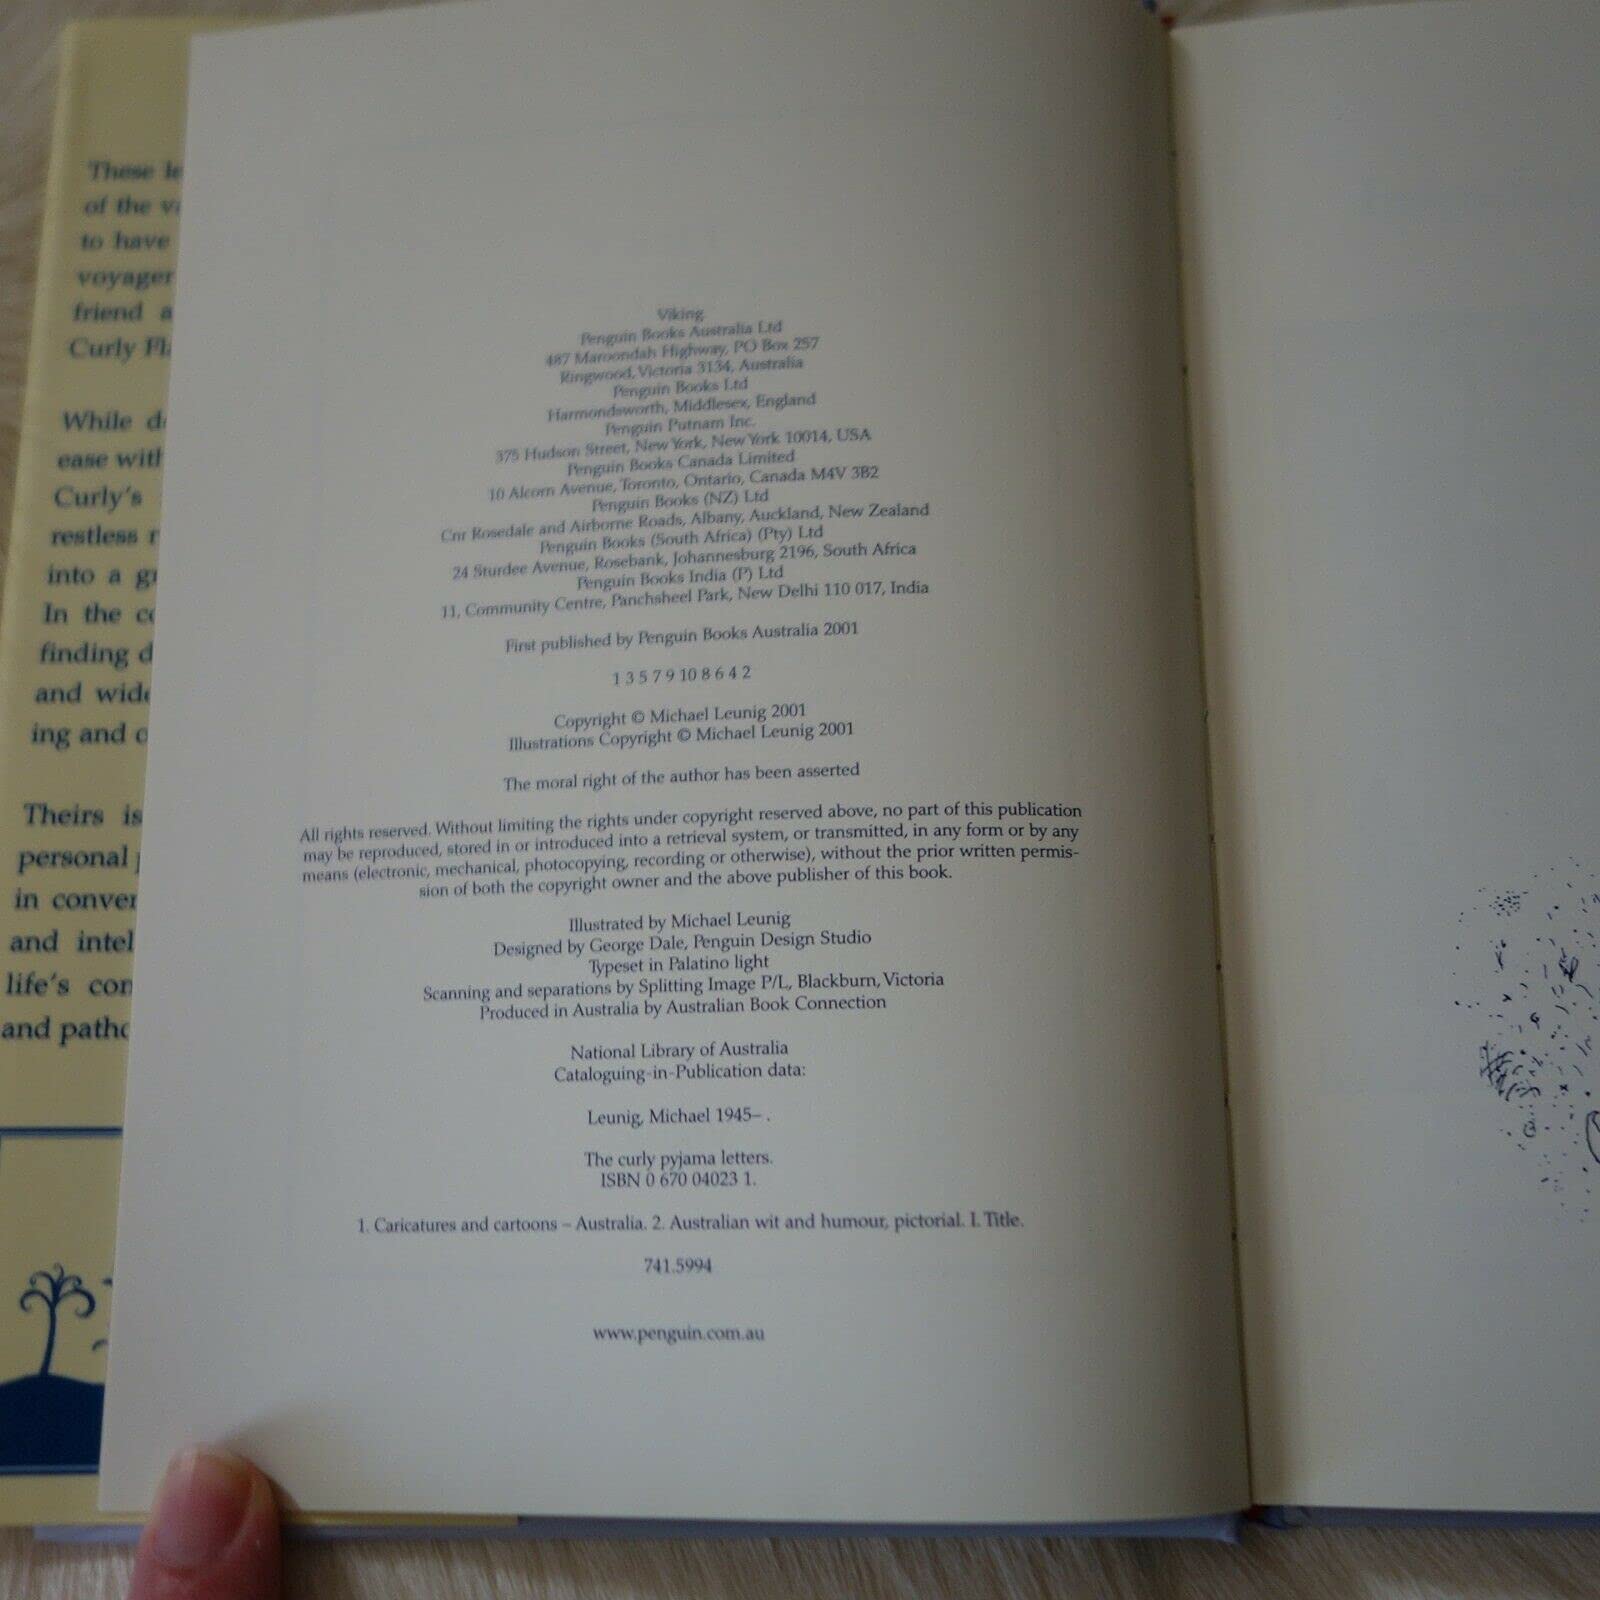 These
of the
to have
voyager
friend
Curly
While
ease
Curly's
restless
into a
In the
finding
and
ing and
Theirs is
personal
in
and
life's
and
Viking
Penguin Books Australia Ltd
487 Maroondah Highway, PO Box 257
Ringwood, Victoria 3134, Australia
Penguin Books Ltd
Harmondsworth, Middlesex, England
Penguin Putnam Inc.
375 Hudson Street, New York, New York 10014, USA
Penguin Books Canada Limited
10 Alcorn Avenue, Toronto, Ontario, Canada M4V 3B2
Penguin Books (NZ) Ltd
Cnr Rosedale and Airborne Roads, Albany, Auckland, New Zealand
Penguin Books (South Africa) (Pty) Ltd
24 Sturdee Avenue, Rosebank, Johannesburg 2196, South Africa
Penguin Books India (P) Ltd
11, Community Centre, Panchsheel Park, New Delhi 110 017, India
First published by Penguin Books Australia 2001
1 3 5 7 9 10 8 6 4 2
Copyright © Michael Leunig 2001
Illustrations Copyright © Michael Leunig 2001
The moral right of the author has been asserted
All rights reserved. Without limiting the rights under copyright reserved above, no part of this publication
may be reproduced, stored in or introduced into a retrieval system, or transmitted, in any form or by any
means (electronic, mechanical, photocopying, recording or otherwise), without the prior written permis-
sion of both the copyright owner and the above publisher of this book.
Illustrated by Michael Leunig
Designed by George Dale, Penguin Design Studio
Typeset in Palatino light
Scanning and separations by Splitting Image P/L, Blackburn, Victoria
Produced in Australia by Australian Book Connection
National Library of Australia
Cataloguing-in-Publication data:
Leunig, Michael 1945– .
The curly pyjama letters.
ISBN 0 670 04023 1.
1. Caricatures and cartoons – Australia. 2. Australian wit and humour, pictorial. I. Title.
741.5994
www.penguin.com.au